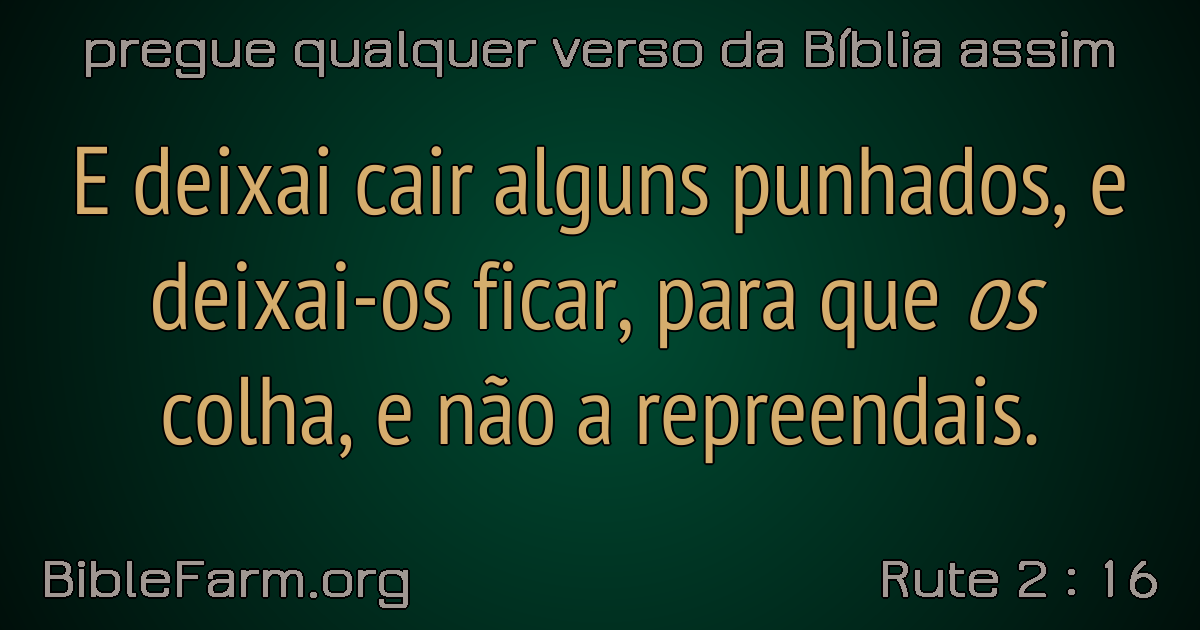 pregue qualquer verso da Bíblia assim
E deixai cair alguns punhados, e
deixai-os ficar, para que os
colha, e não a repreendais.
BibleFarm.org
Rute 2 : 16